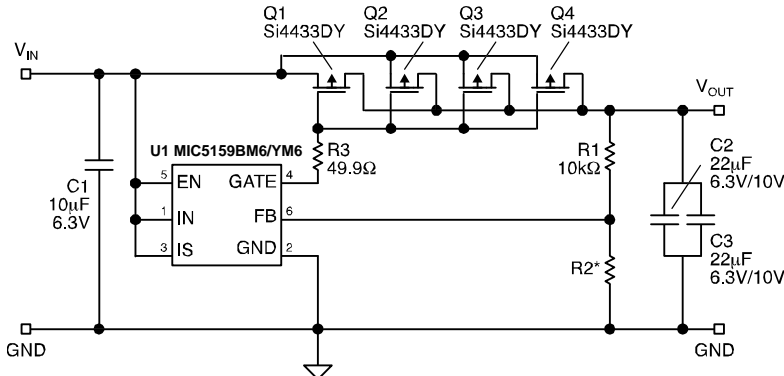 Q1
Si4433DY
Q2
Si4433DY
Q3
Si4433DY
Q4
Si4433DY
VIN
VOUT
U1 MIC5159BM6/YM6
R3
49.9Ω
R1
10kΩ
C2
22µF
6.3V/10V
C1
10µF
6.3V
5
EN
GATE
4
1
IN
FB
6
3
IS
GND
2
R2*
C3
22µF
6.3V/10V
GND
GND